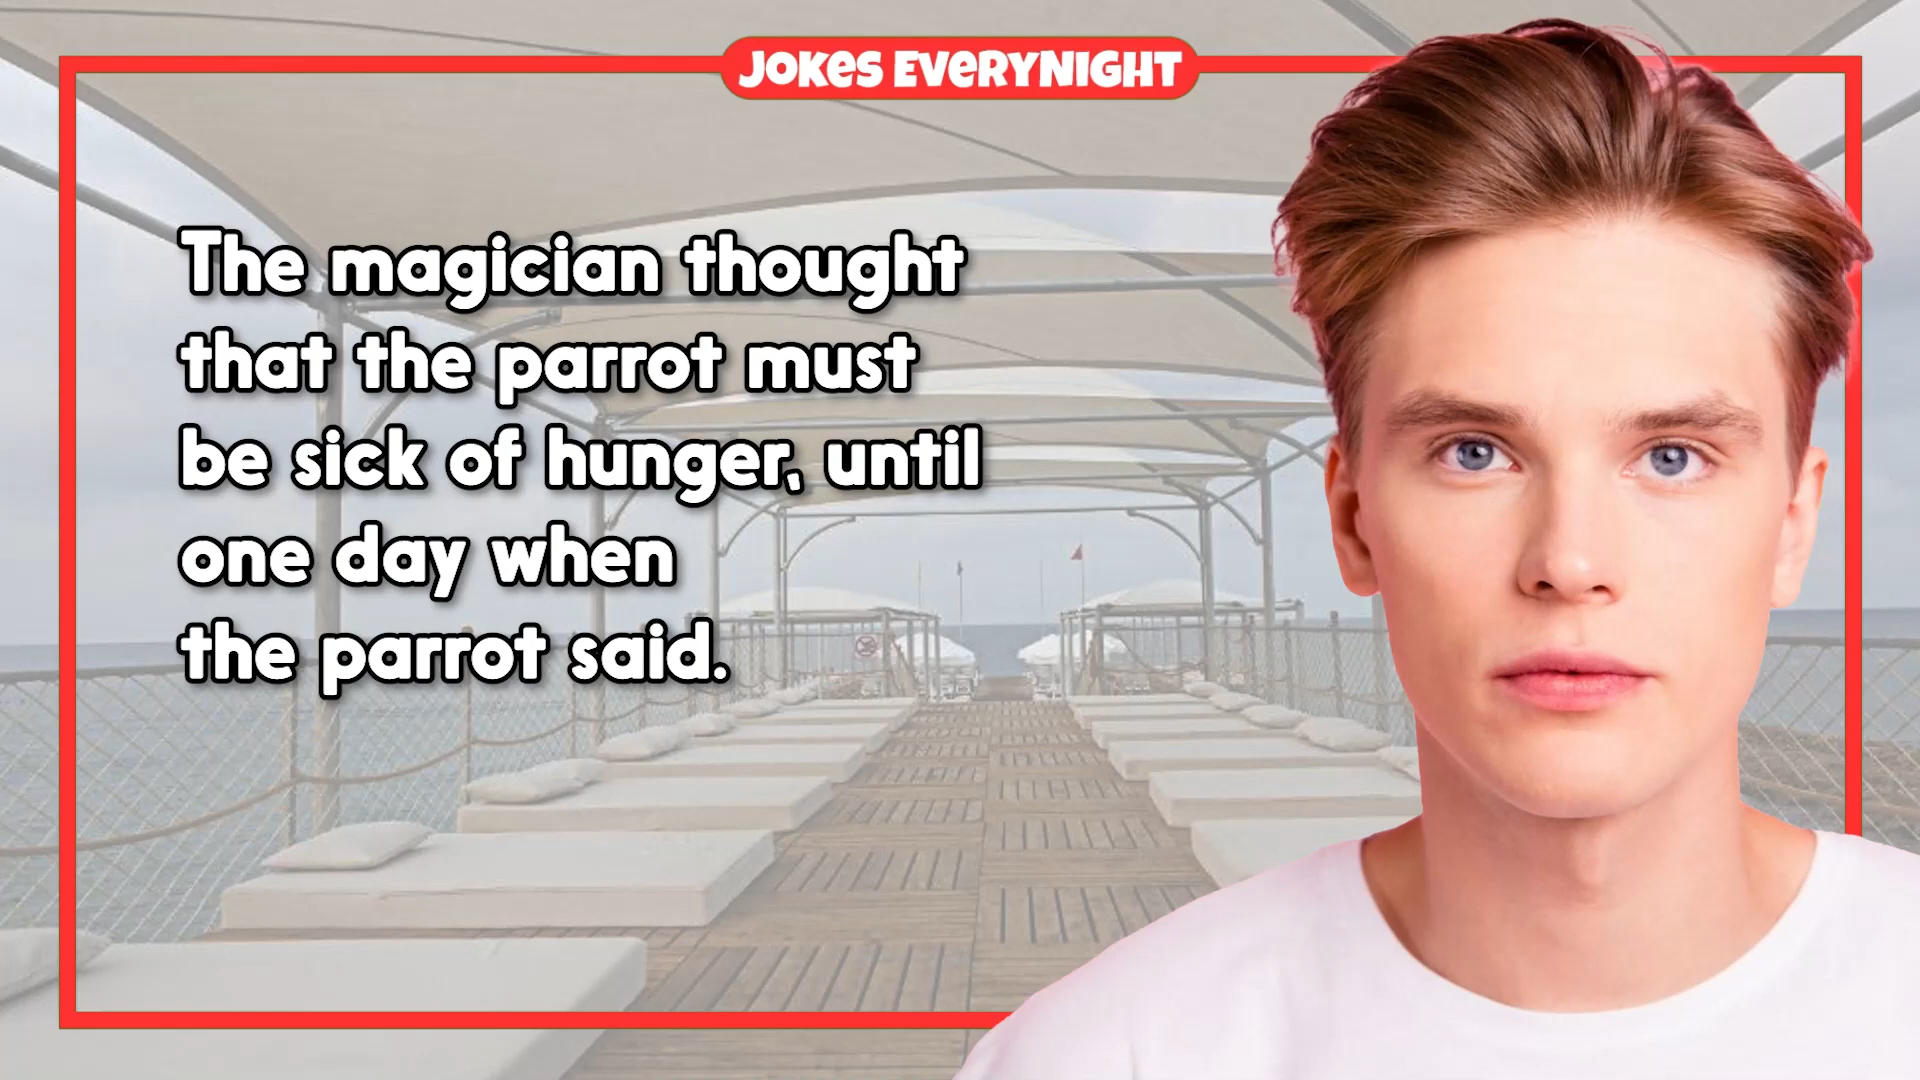 JOKES EVERYNIGHT
The magician thought
that the parrot must
be sick of hunger, until
one day when
the parrot said.